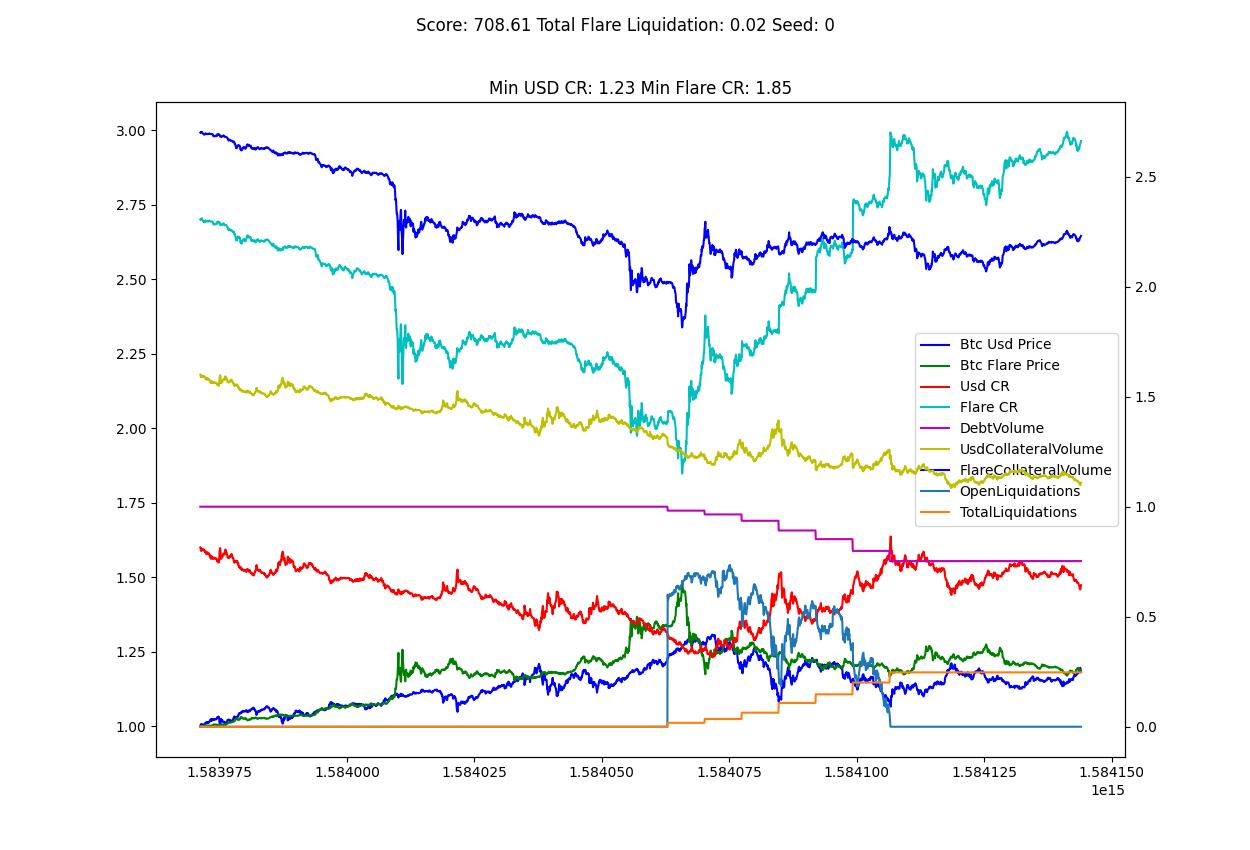 Score: 708.61 Total Flare Liquidation: 0.02 Seed: 0
Min USD CR: 1.23 Min Flare CR: 1.85
3.00
2.75
2.50
2.25
2.00
1.75
1.50
1.25
1.00
2.5
2.0
1.5
1.0
0.5
0.0
Btc Usd Price
Btc Flare Price
Usd CR
Flare CR
DebtVolume
UsdCollateralVolume
FlareCollateralVolume
OpenLiquidations
TotalLiquidations
1.583975 1.584000 1.584025 1.584050 1.584075 1.584100 1.584125 1.584150
1e15